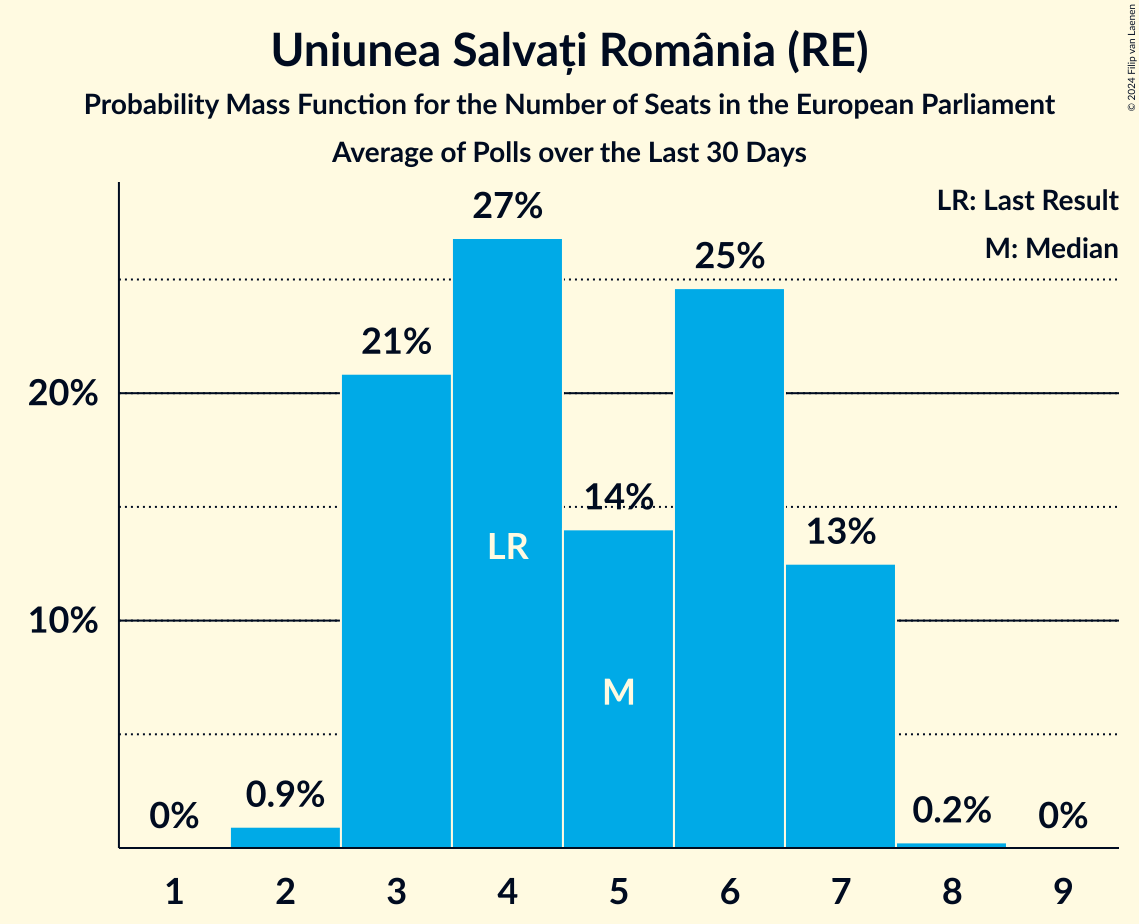 Uniunea Salvați România (RE)
Probability Mass Function for the Number of Seats in the European Parliament
Average of Polls over the Last 30 Days
© 2024 Filip van Laenen
LR: Last Result
M: Median
27%
25%
21%
20%
14%
13%
LR
10%
M
0%
0.9%
0.2%
0%
1 2 3 4 5 6 7 8 9